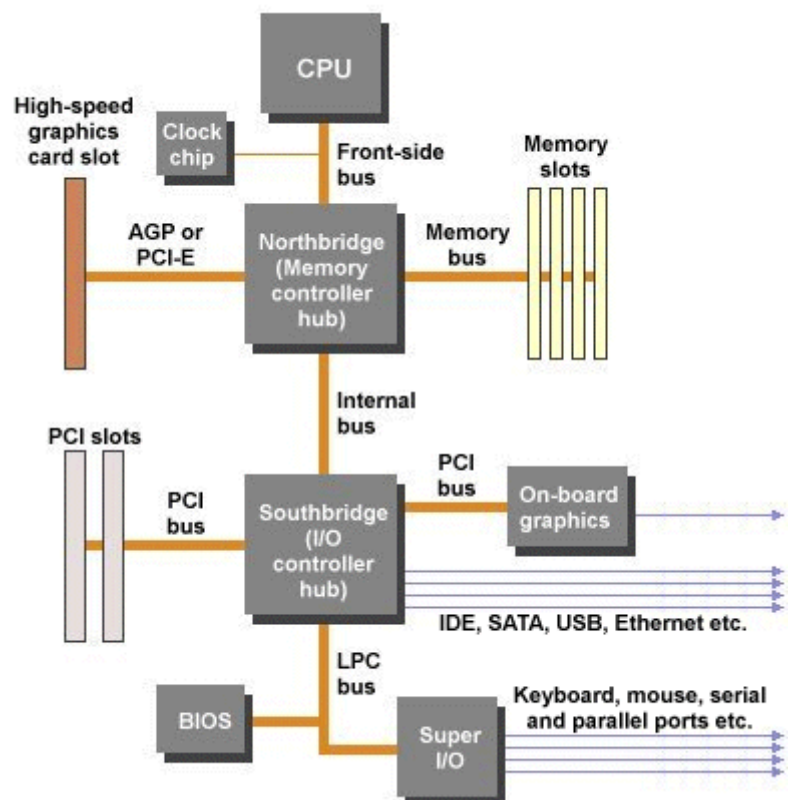 CPU
High-speed
graphics
card slot
Clock
chip
Front-side
bus
Memory
slots
AGP or
PCI-E
Northbridge
(Memory
controller
hub)
Memory
bus
Internal
bus
PCI slots
PCI
bus
Southbridge
(I/O
controller
hub)
PCI
bus
On-board
graphics
IDE, SATA, USB, Ethernet etc.
LPC
bus
BIOS
Super
I/O
Keyboard, mouse, serial
and parallel ports etc.